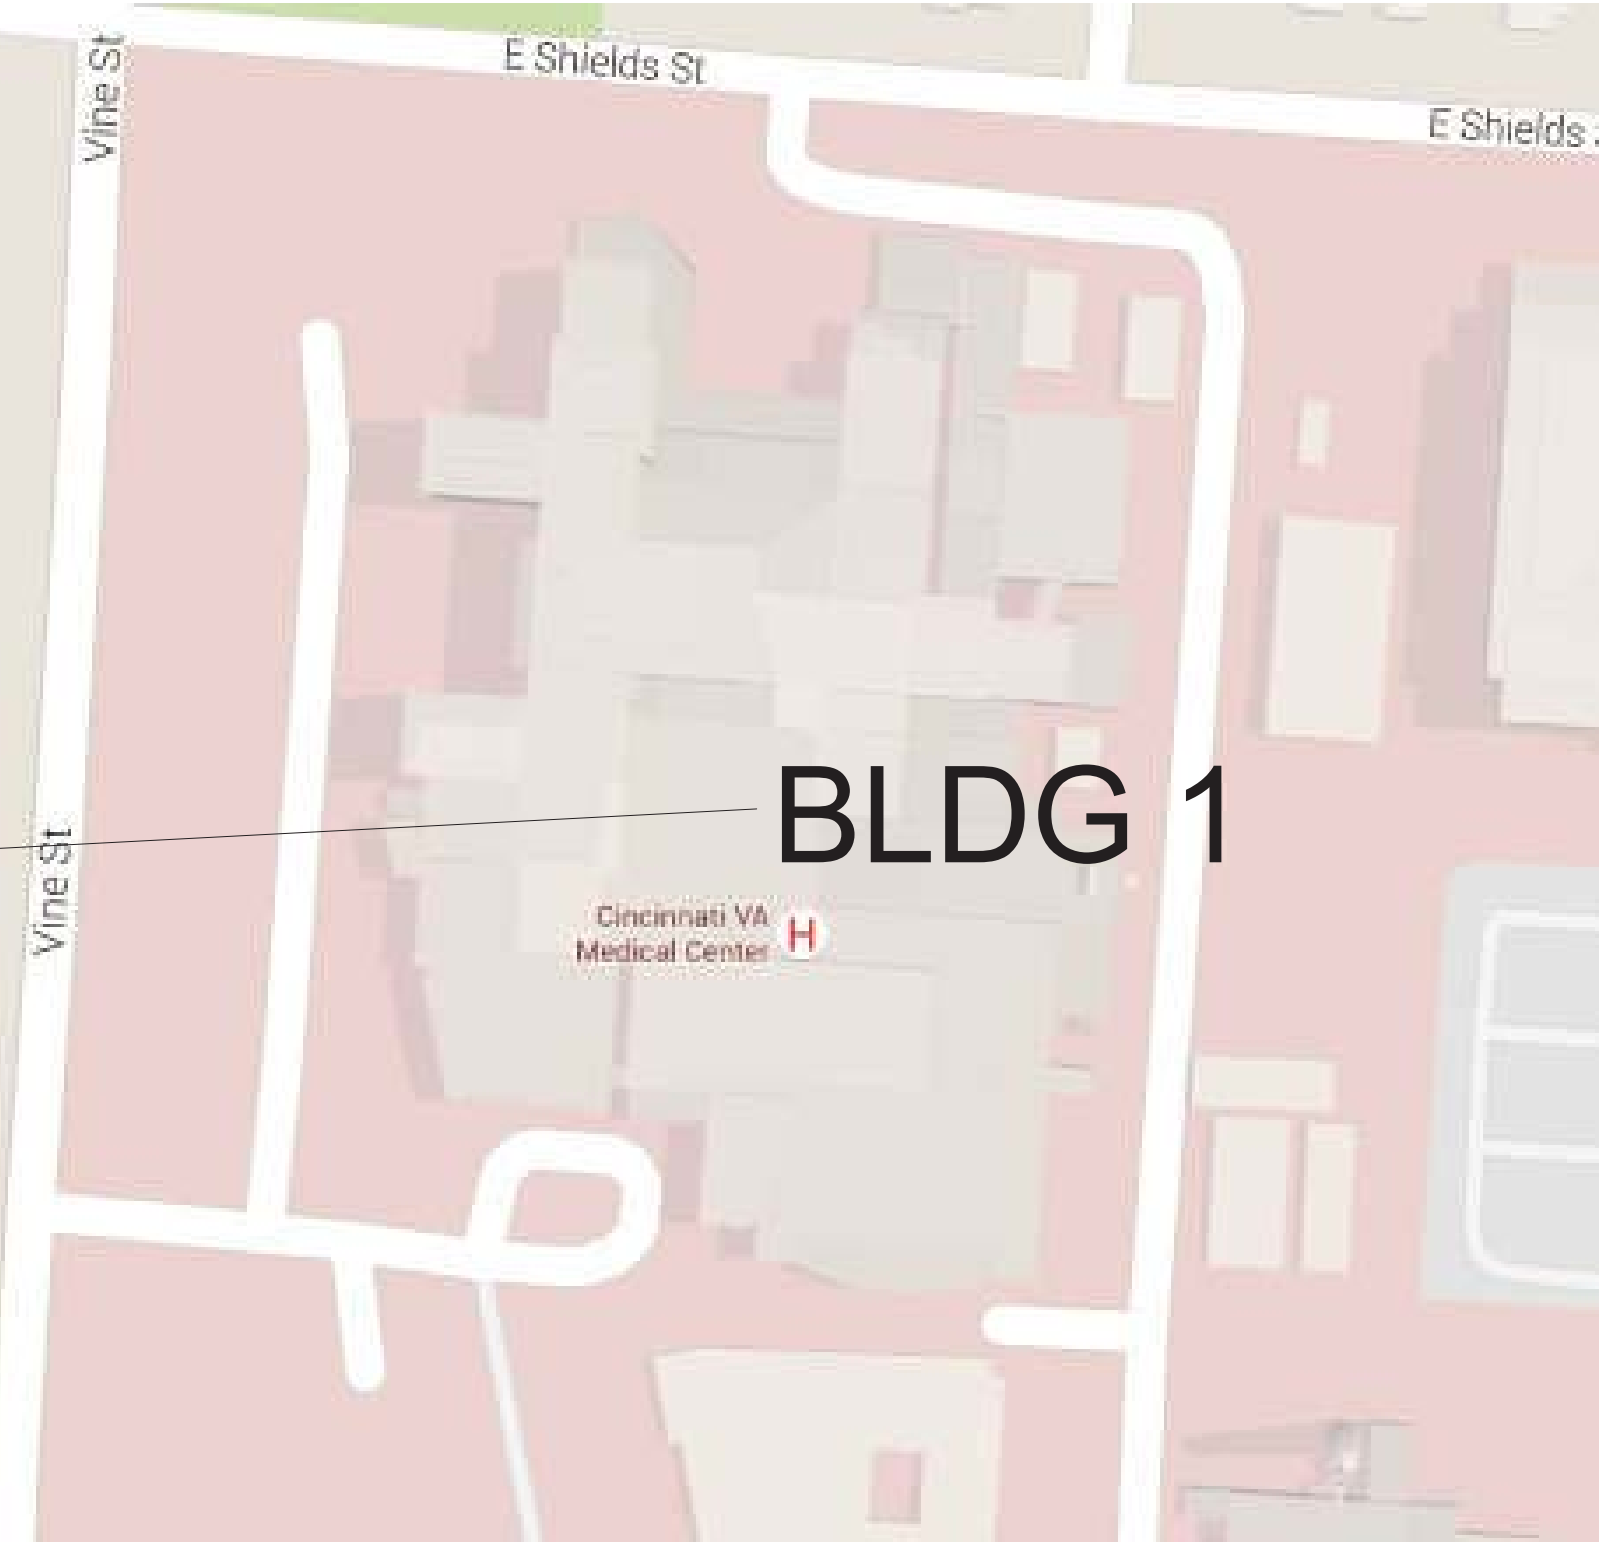 E Shields St
Vine St
E Shields
BLDG 1
Vine St
Cincinnati VA
Medical Center
H